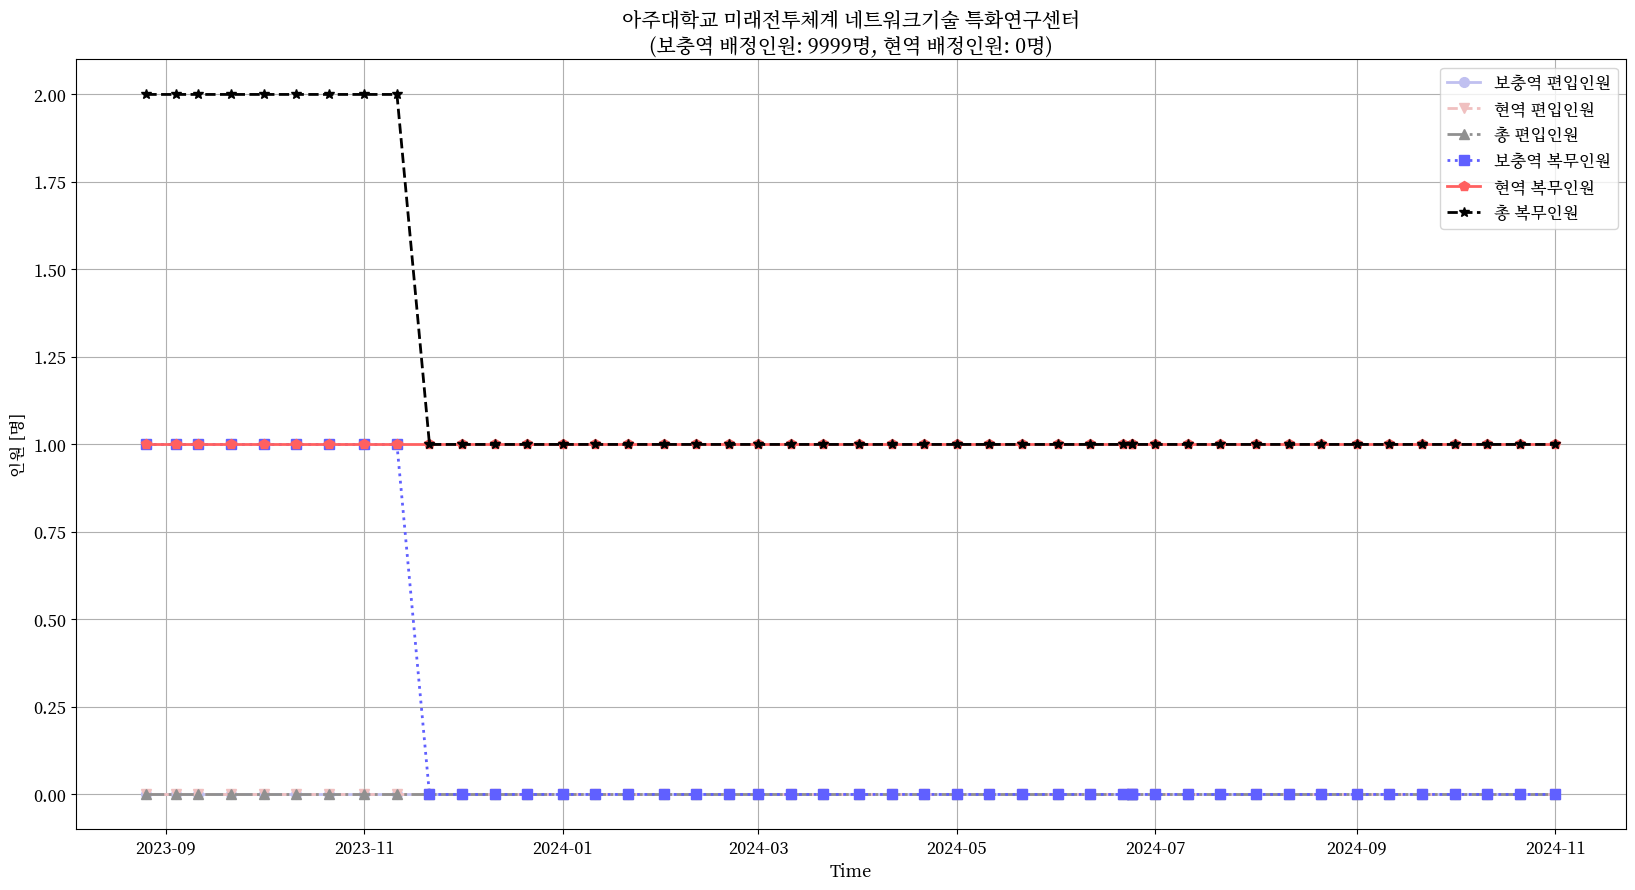 아주대학교 미래전투체계 네트워크기술 특화연구센터
(보충역 배정인원: 9999명, 현역 배정인원: 0명)
보충역 편입인원
현역 편입인원
총 편입인원
보충역 복무인원
현역 복무인원
총 복무인원
인원 [명]
2.00
1.75
1.50
1.25
1.00
0.75
0.50
0.25
0.00
2023-09
2023-11
2024-01
2024-03
2024-05
2024-07
2024-09
2024-11
Time